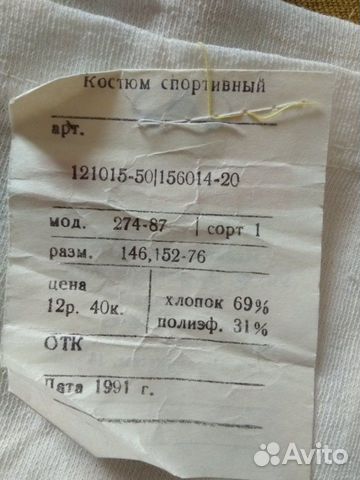 Костюм спортивный
арт.
121015-50|156014-20
мод. 274-87 | сорт 1
разм. 146,152-76
цена
12р. 40к.
хлопок 69%
полиэф. 31%
ОТК
Дата 1991 г.
Avito